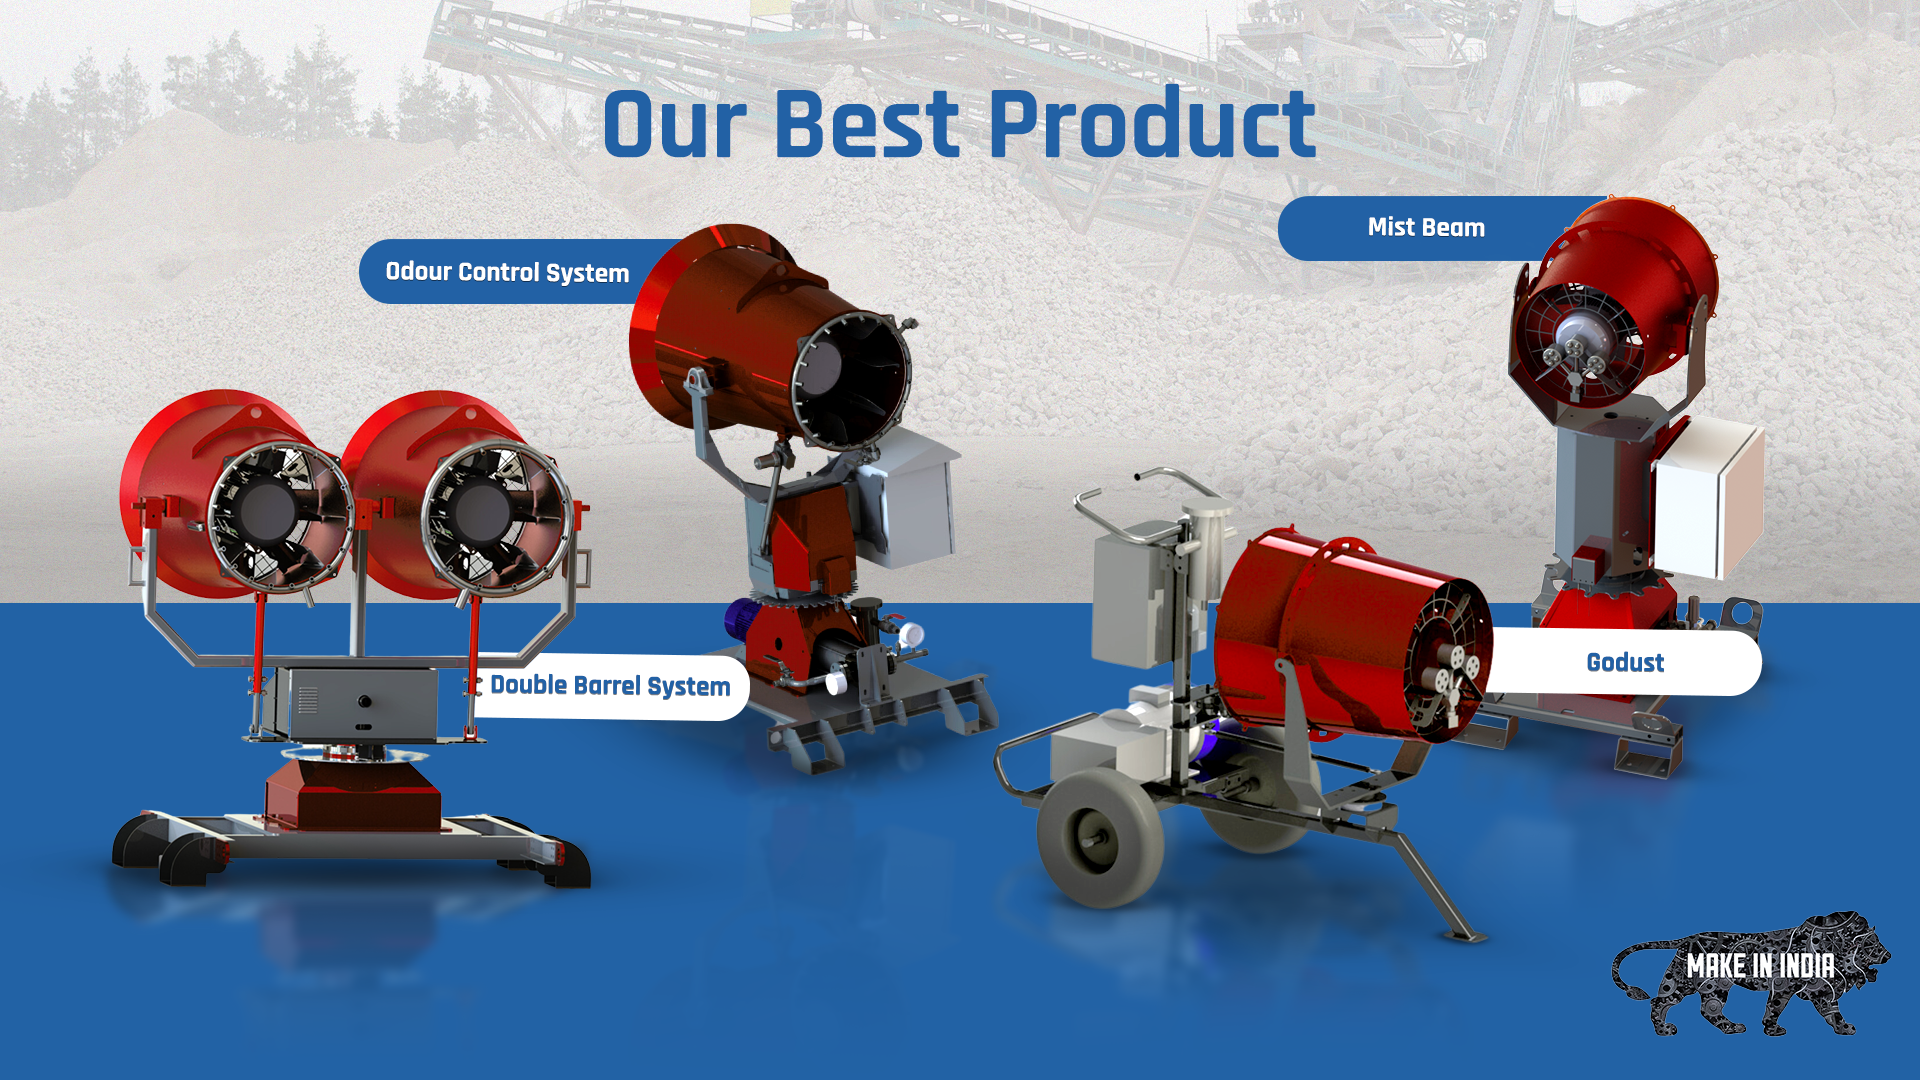 Our Best Product
Mist Beam
Odour Control System
Godust
Double Barrel System
MAKE IN INDIA